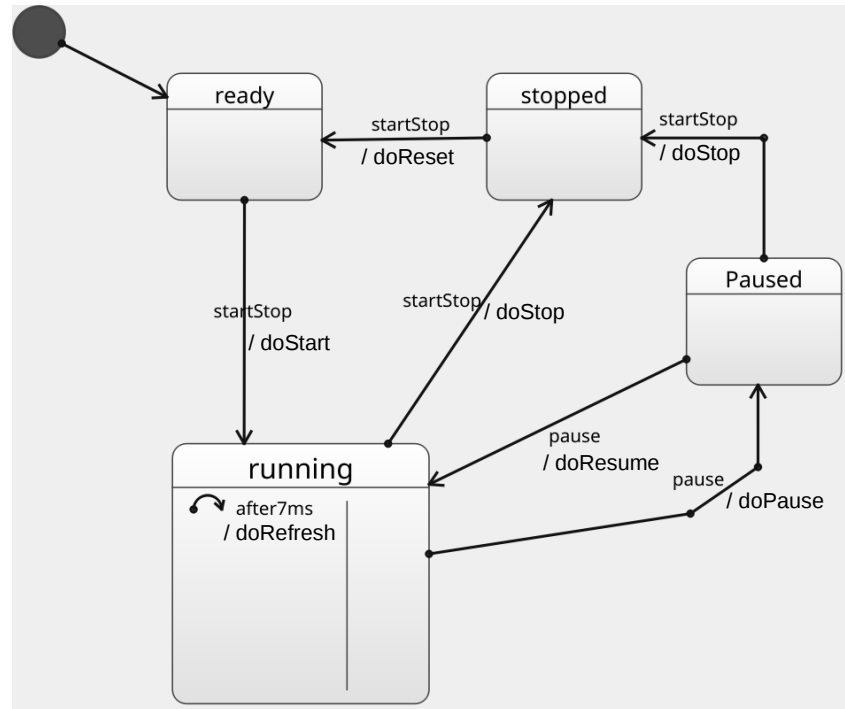 ready
stopped
startStop
/ doReset
startStop
/ doStop
Paused
startStop
/ doStart
startStop
/ doStop
pause
/ doResume
running
after7ms
/ doRefresh
pause
/ doPause